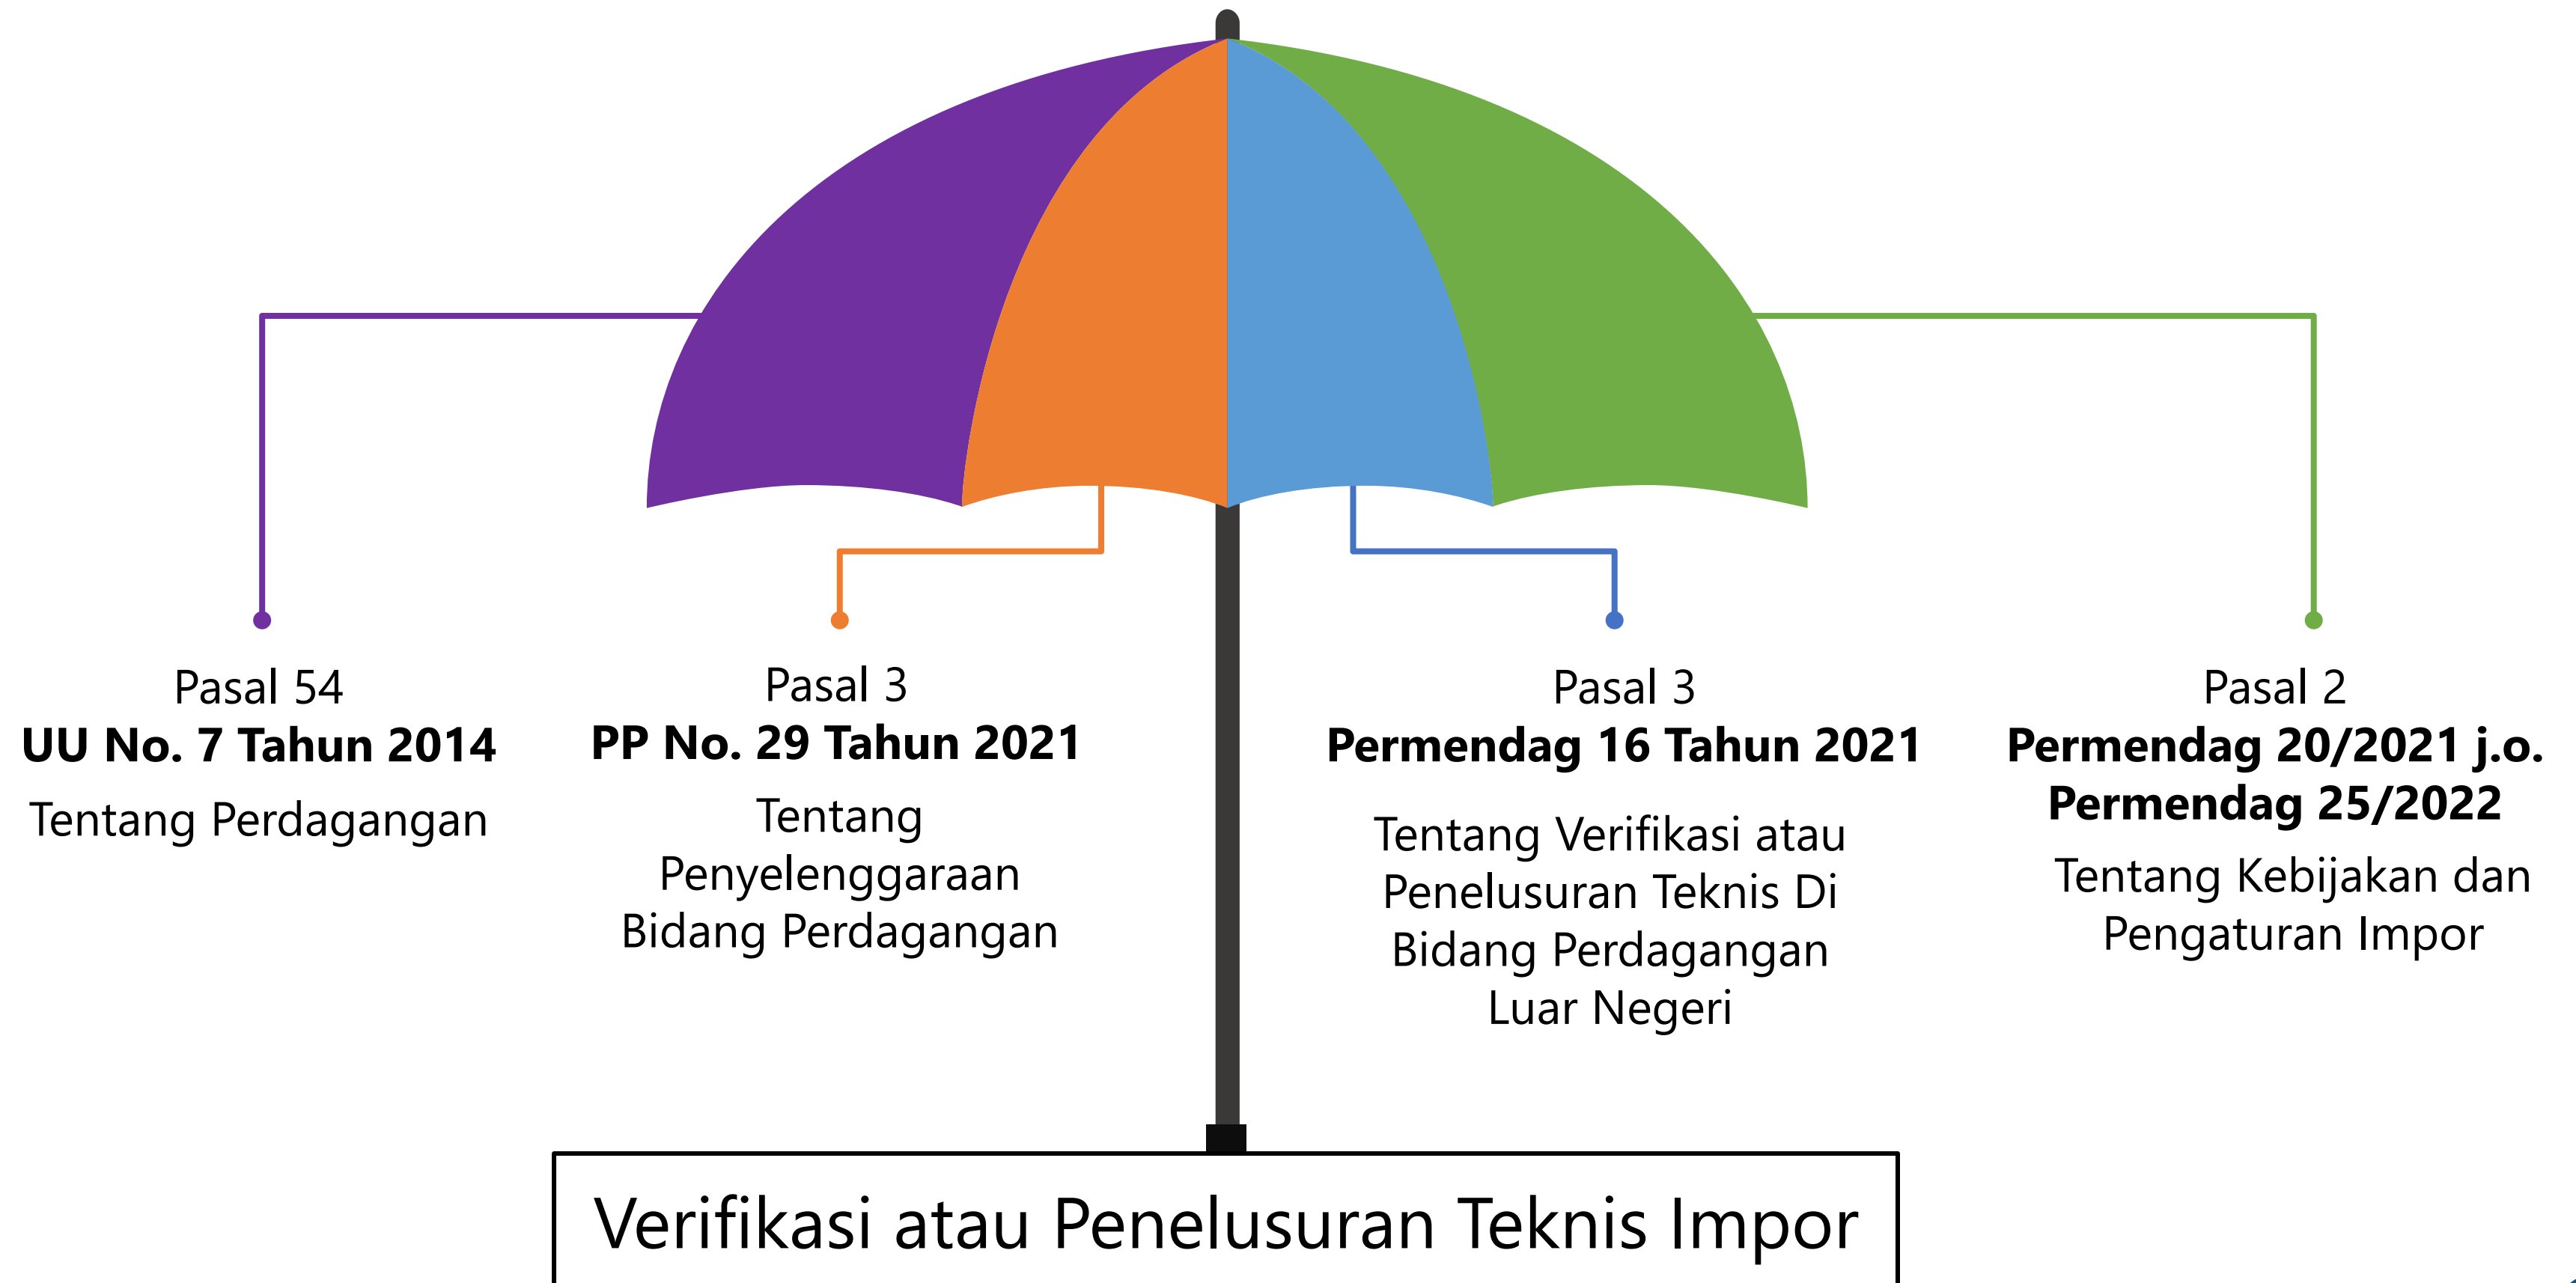 Pasal 54
UU No. 7 Tahun 2014
Tentang Perdagangan
Pasal 3
PP No. 29 Tahun 2021
Tentang
Penyelenggaraan
Bidang Perdagangan
Pasal 3
Permendag 16 Tahun 2021
Tentang Verifikasi atau
Penelusuran Teknis Di
Bidang Perdagangan
Luar Negeri
Pasal 2
Permendag 20/2021 j.o.
Permendag 25/2022
Tentang Kebijakan dan
Pengaturan Impor
Verifikasi atau Penelusuran Teknis Impor